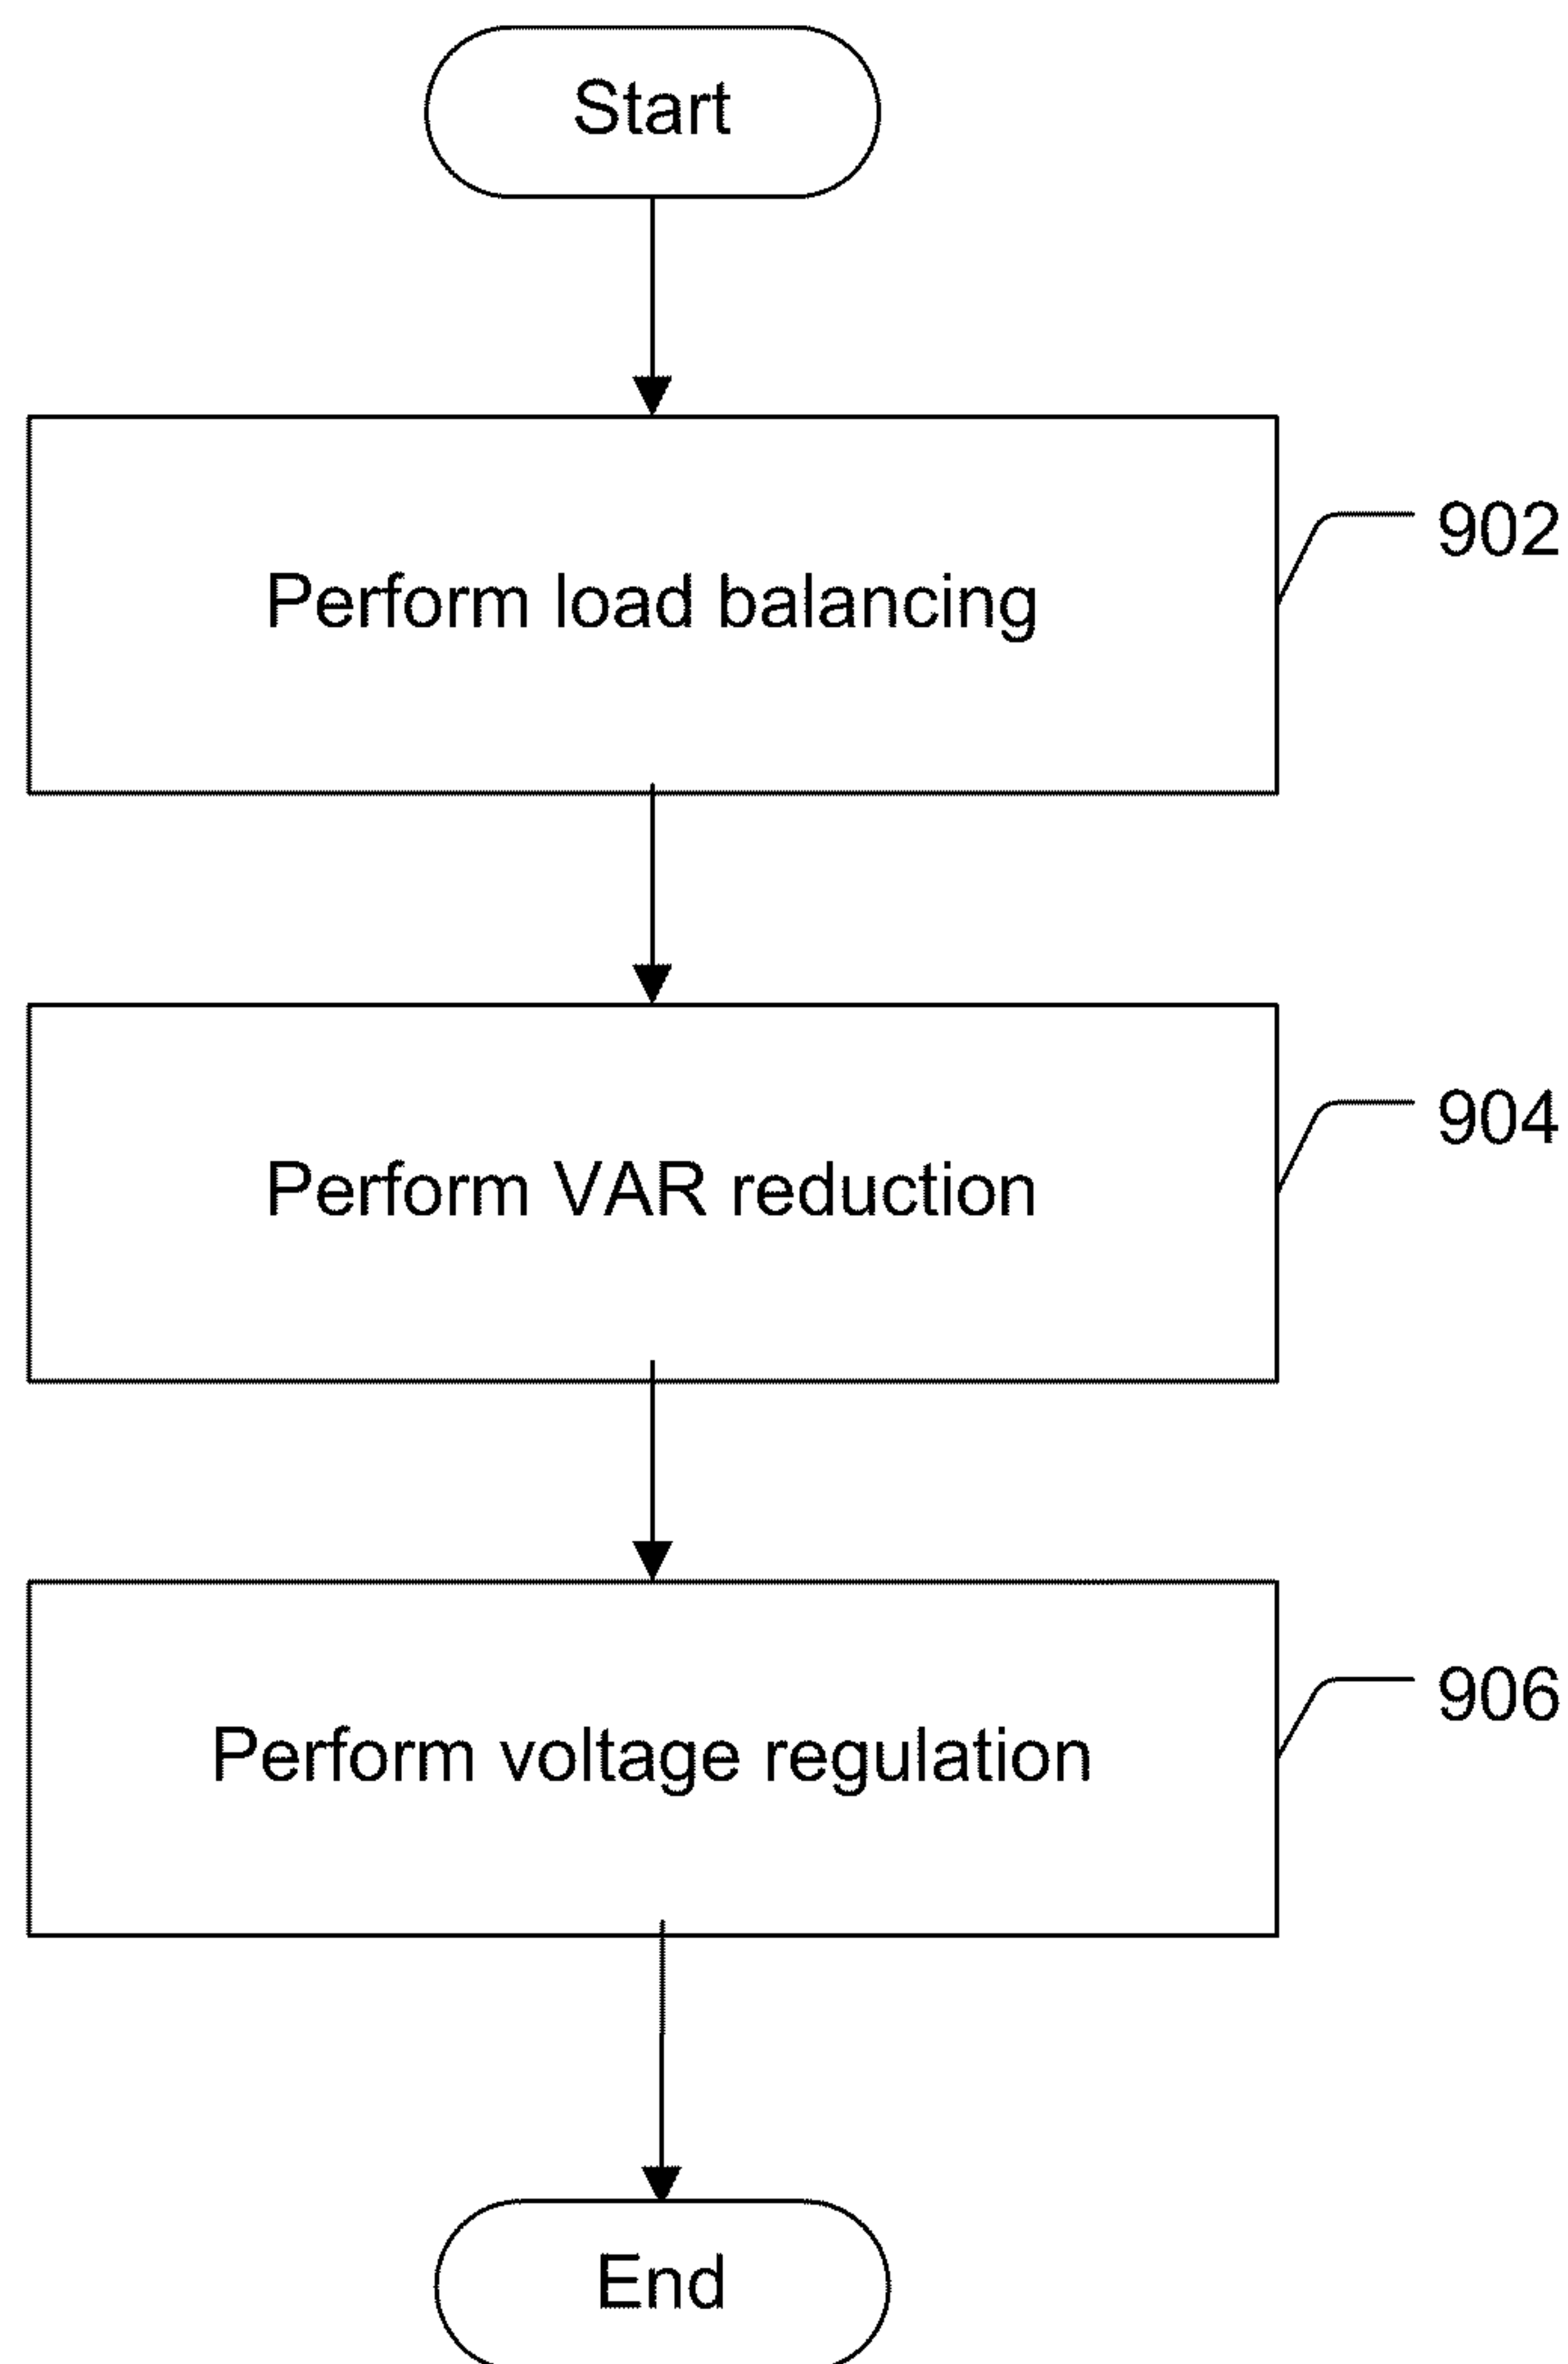 Start
Perform load balancing
902
Perform VAR reduction
904
Perform voltage regulation
906
End